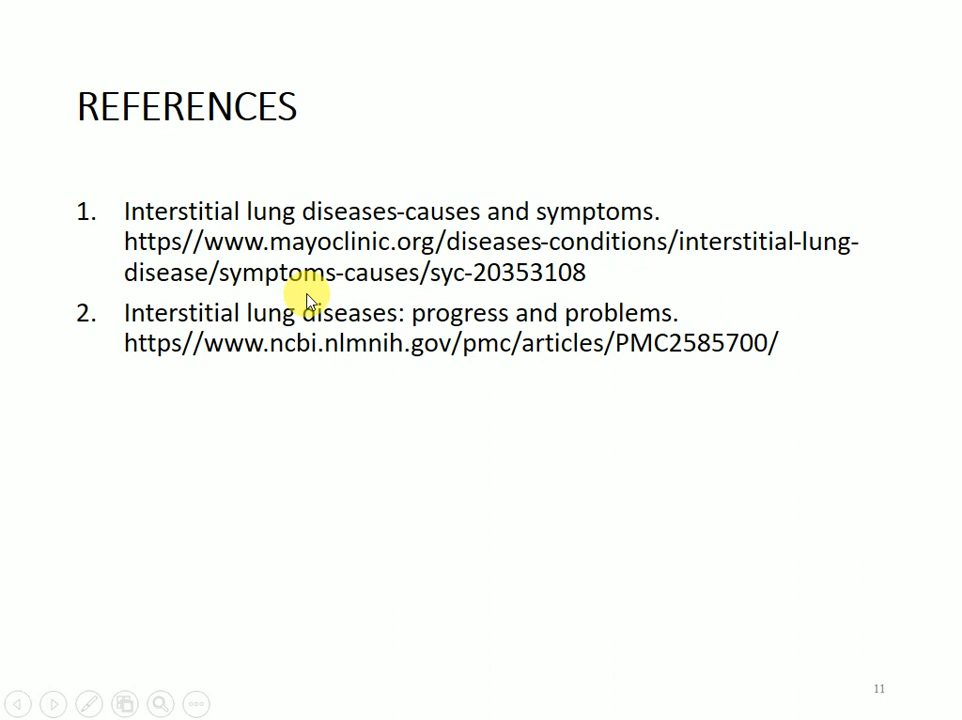 REFERENCES
1. Interstitial lung diseases-causes and symptoms.
https//www.mayoclinic.org/diseases-conditions/interstitial-lung-
disease/symptoms-causes/syc-20353108
2. Interstitial lung diseases: progress and problems.
https//www.ncbi.nlmnih.gov/pmc/articles/PMC2585700/
11